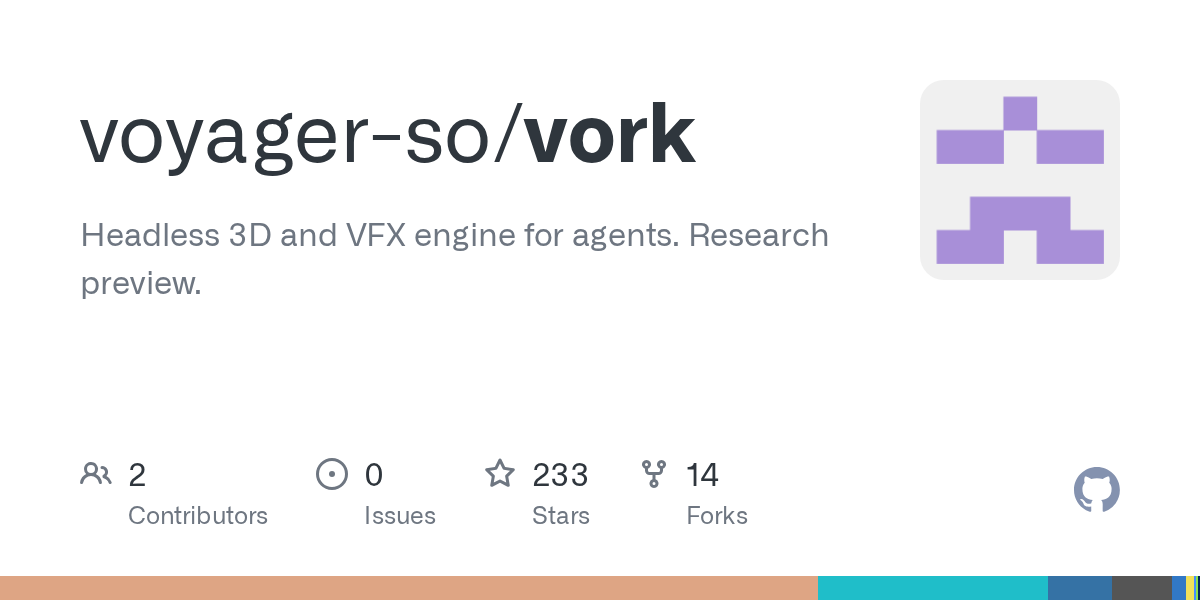 voyager-so/vork
Headless 3D and VFX engine for agents. Research
preview.
2
Contributors
0
Issues
233
Stars
14
Forks